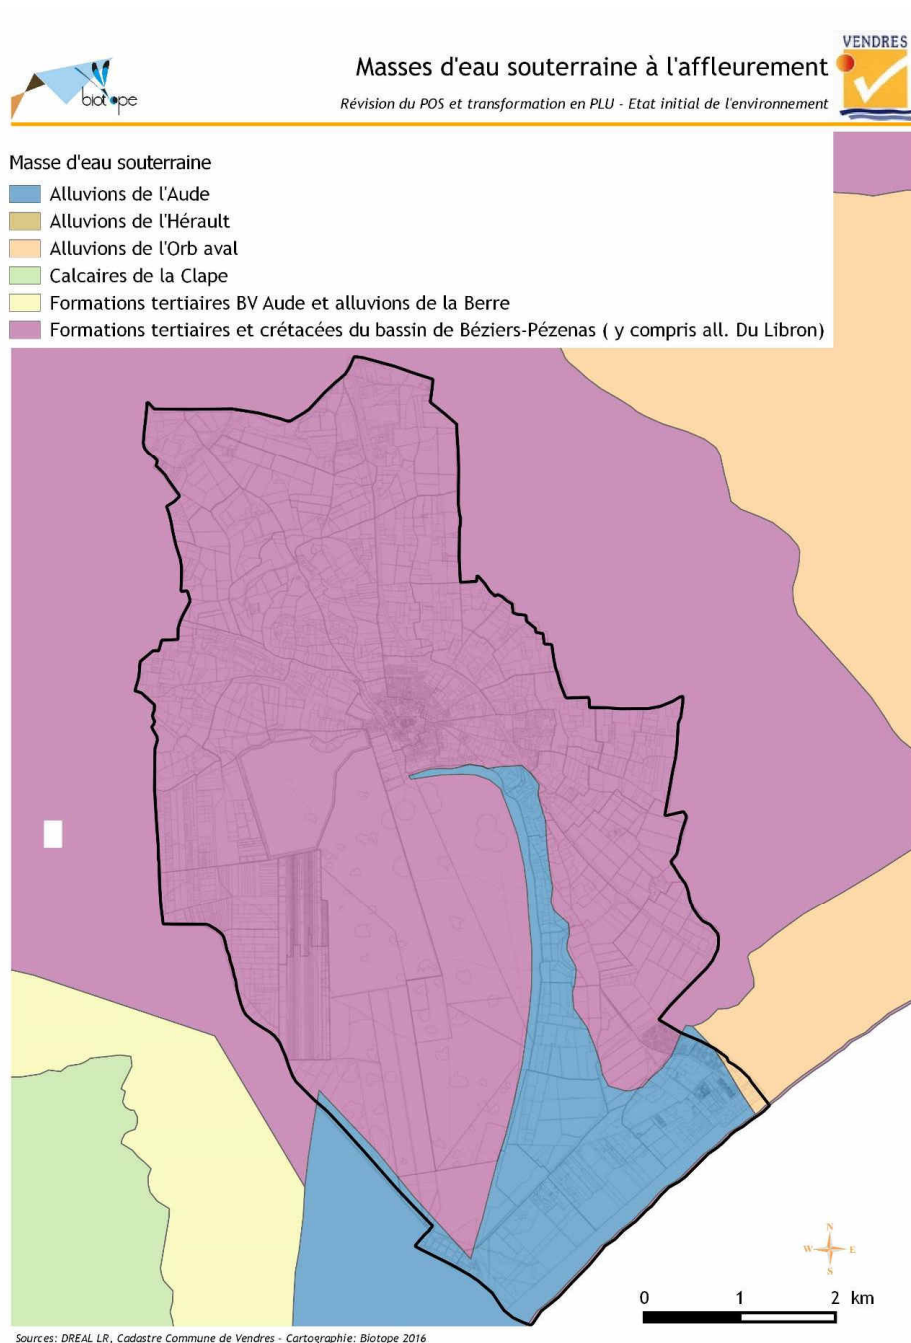 VENDRES
biotope
Masses d'eau souterraine à l'affleurement
Révision du POS et transformation en PLU - Etat initial de l'environnement
Masse d'eau souterraine
Alluvions de l'Aude
Alluvions de l'Hérault
Alluvions de l'Orb aval
Calcaires de la Clape
Formations tertiaires BV Aude et alluvions de la Berre
Formations tertiaires et crétacées du bassin de Béziers-Pézenas ( y compris all. Du Libron)
N
W E
S
0 1 2 km
Sources: DREAL LR, Cadastre Commune de Vendres - Cartographie: Biotope 2016